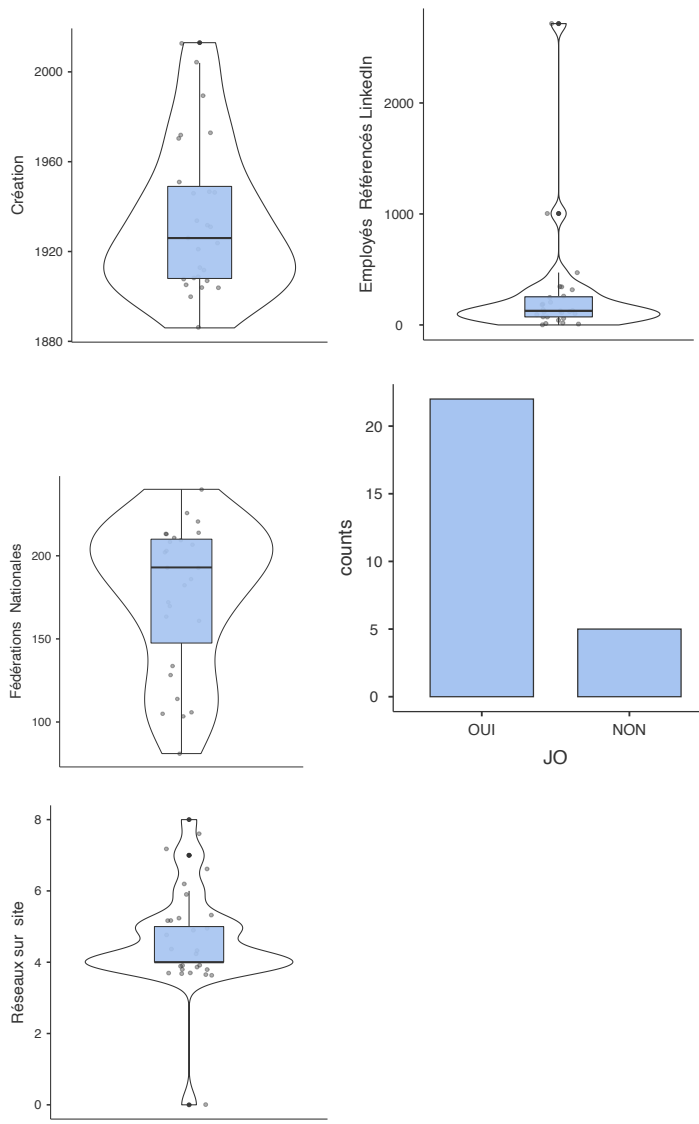 Création
2000
1960
1920
1880
Employés Référencés LinkedIn
2000
1000
0
Fédérations Nationales
200
150
100
counts
20
15
10
5
0
OUI NON
JO
Réseaux sur site
8
6
4
2
0